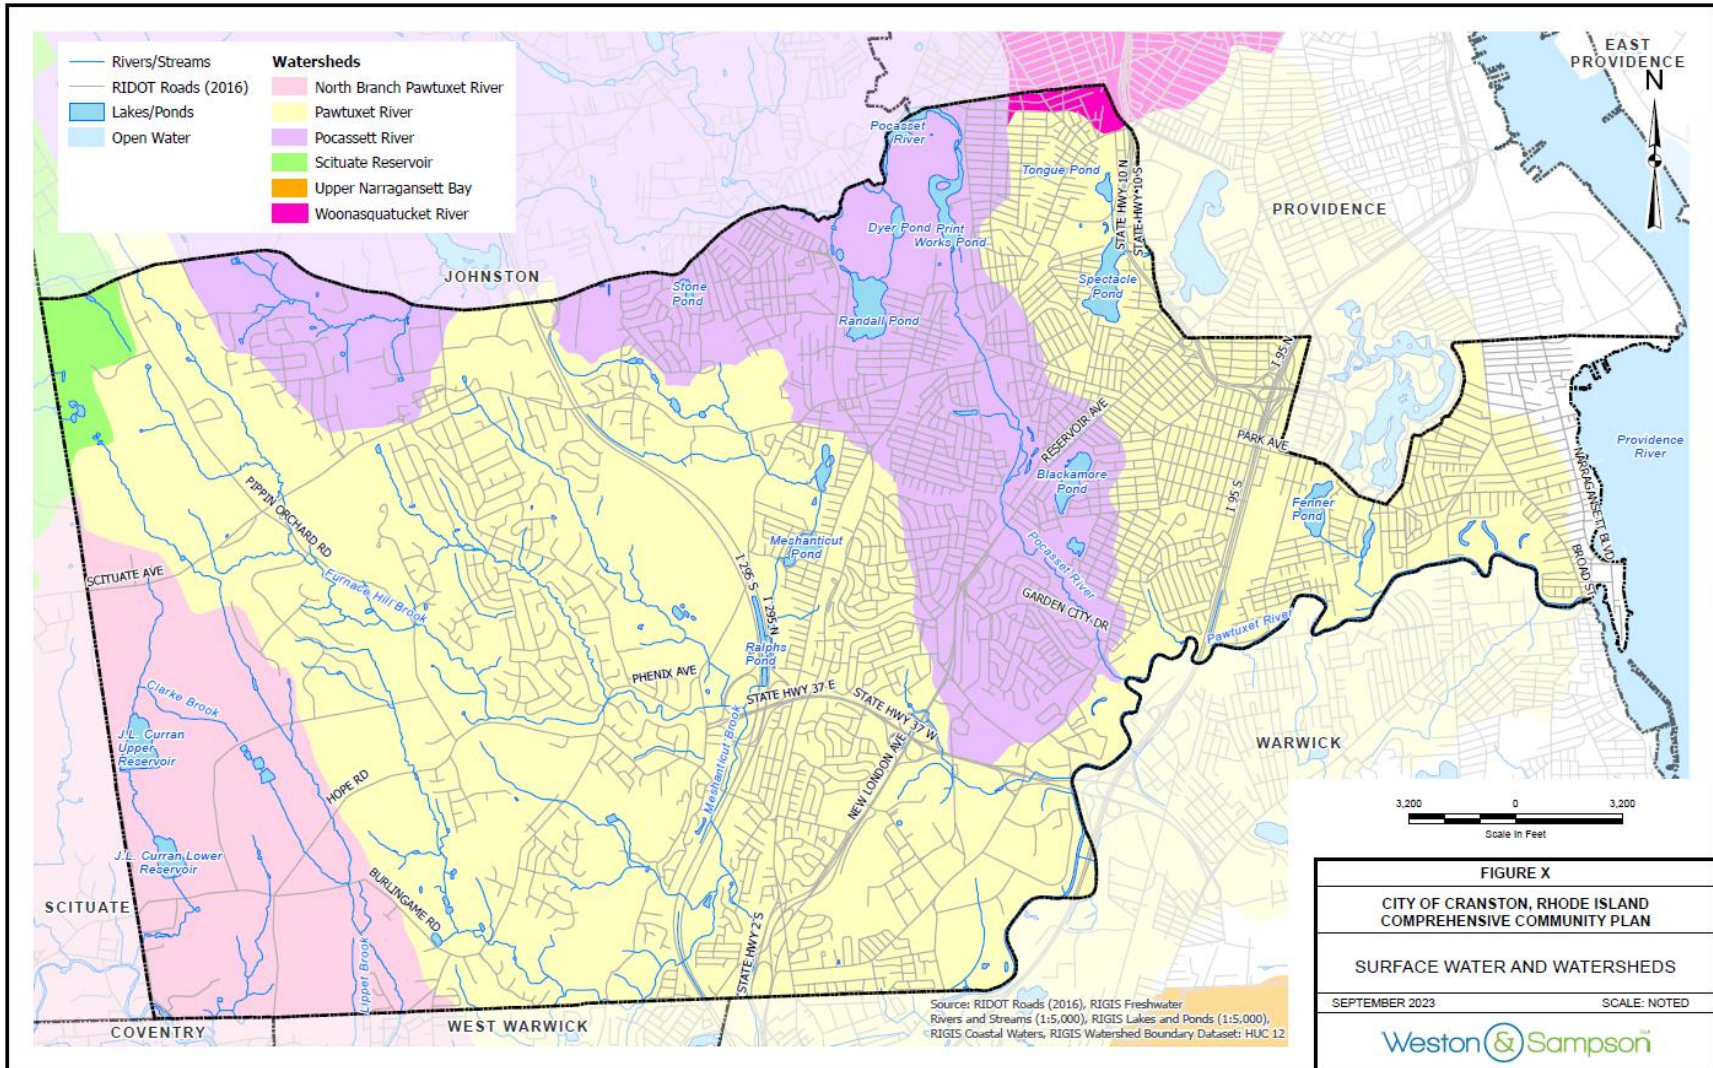 Rivers/Streams
RIDOT Roads (2016)
Lakes/Ponds
Open Water
Watersheds
North Branch Pawtuxet River
Pawtuxet River
Pocassett River
Scituate Reservoir
Upper Narragansett Bay
Woonasquatucket River
EAST
PROVIDENCE
N
Pocasset
River
Tongue Pond
STATE HWY 10 N
STATE HWY 10 S
PROVIDENCE
Dyer Pond
Print
Works Pond
JOHNSTON
Stone
Pond
Spectacle
Pond
Randall Pond
I 95 N
RESERVOIR AVE
PARK AVE
Providence
River
NARRAGANSETT BLVD
Blackamore
Pond
I 95 S
Fenner
Pond
PIPPIN ORCHARD RD
Meshanticut
Pond
Pocasset River
I 295 S
I 295 N
SCITUATE AVE
Furnace Hill Brook
GARDEN CITY DR
BROAD ST
Pawtuxet River
Ralphs
Pond
PHENIX AVE
STATE HWY 37 E
STATE HWY 37 W
Clarke Brook
Meshanticut Brook
J.L. Curran
Upper
Reservoir
WARWICK
NEW LONDON AVE
HOPE RD
3,200
0
3,200
Scale In Feet
J.L. Curran Lower
Reservoir
BURLINGAME RD
SCITUATE
Lippet Brook
STATE HWY 2 S
COVENTRY
WEST WARWICK
Source: RIDOT Roads (2016), RIGIS Freshwater
Rivers and Streams (1:5,000), RIGIS Lakes and Ponds (1:5,000),
RIGIS Coastal Waters, RIGIS Watershed Boundary Dataset: HUC 12
FIGURE X
CITY OF CRANSTON, RHODE ISLAND
COMPREHENSIVE COMMUNITY PLAN
SURFACE WATER AND WATERSHEDS
SEPTEMBER 2023
SCALE: NOTED
Weston & Sampson